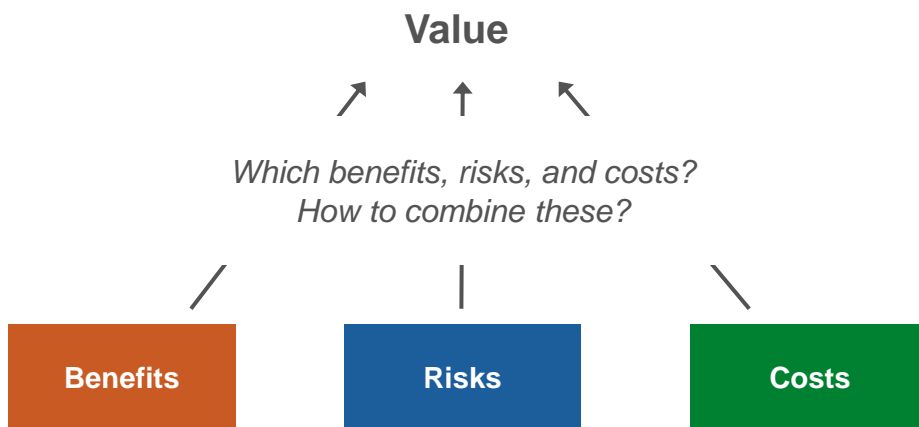 Value
Which benefits, risks, and costs?
How to combine these?
Benefits
Risks
Costs